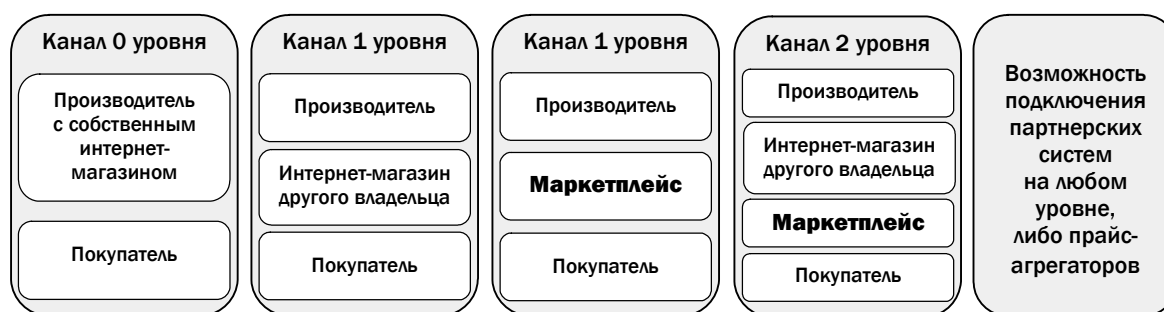 Канал 0 уровня
Производитель
с собственным
интернет-
магазином
Покупатель
Канал 1 уровня
Производитель
Интернет-магазин
другого владельца
Покупатель
Канал 1 уровня
Производитель
Маркетплейс
Покупатель
Канал 2 уровня
Производитель
Интернет-магазин
другого владельца
Маркетплейс
Покупатель
Возможность
подключения
партнерских
систем
на любом
уровне,
либо прайс-
агрегаторов